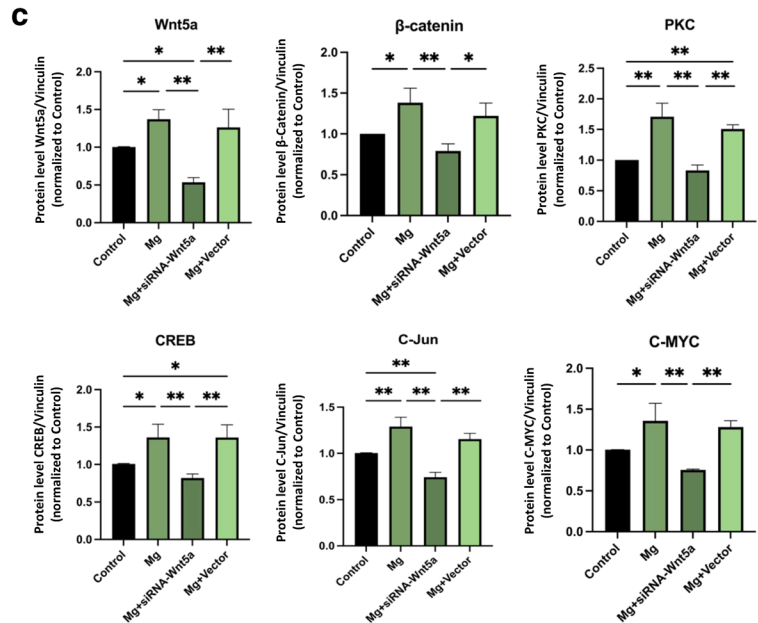 c
Wnt5a
Protein level Wnt5a/Vinculin
(normalized to Control)
2.0
1.5
1.0
0.5
0.0
*
**
*
**
Control
Mg
Mg+siRNA-Wnt5a
Mg+Vector
β-catenin
Protein level β-Catenin/Vinculin
(normalized to Control)
2.0
1.5
1.0
0.5
0.0
*
**
*
Control
Mg
Mg+siRNA-Wnt5a
Mg+Vector
PKC
Protein level PKC/Vinculin
(normalized to Control)
2.5
2.0
1.5
1.0
0.5
0.0
**
**
**
**
Control
Mg
Mg+siRNA-Wnt5a
Mg+Vector
CREB
Protein level CREB/Vinculin
(normalized to Control)
2.0
1.5
1.0
0.5
0.0
*
*
**
**
Control
Mg
Mg+siRNA-Wnt5a
Mg+Vector
C-Jun
Protein level C-Jun/Vinculin
(normalized to Control)
1.5
1.0
0.5
0.0
**
**
**
**
Control
Mg
Mg+siRNA-Wnt5a
Mg+Vector
C-MYC
Protein level C-MYC/Vinculin
(normalized to Control)
2.0
1.5
1.0
0.5
0.0
*
**
**
Control
Mg
Mg+siRNA-Wnt5a
Mg+Vector